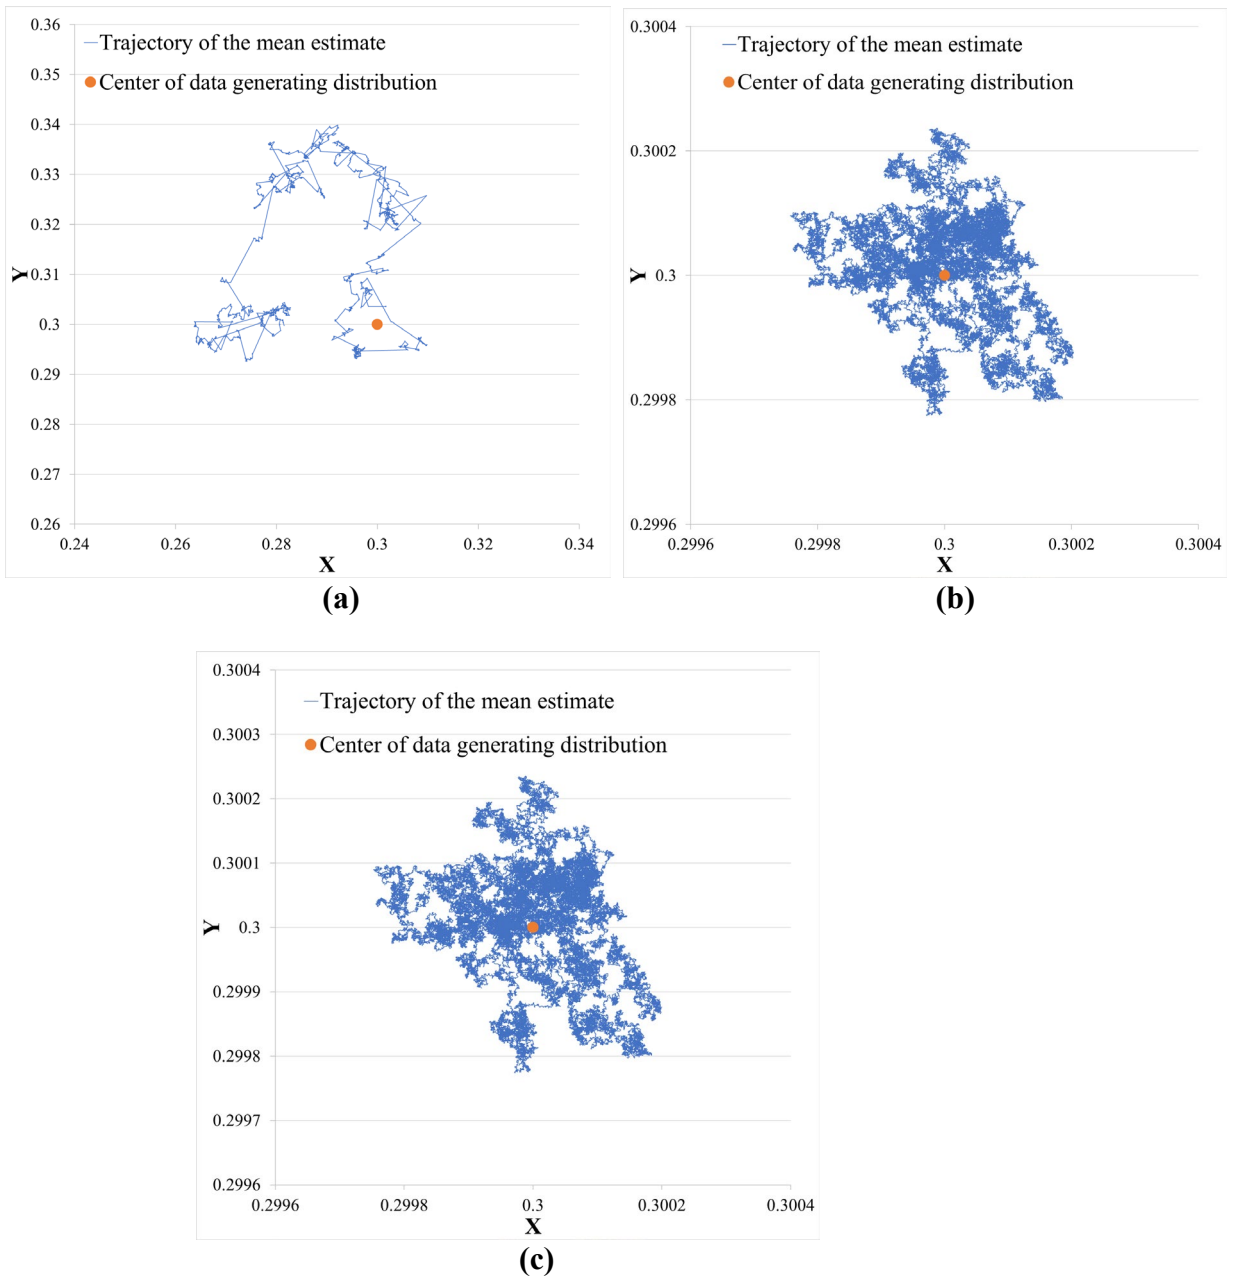 0.36
Trajectory of the mean estimate
0.35
Center of data generating distribution
0.34
0.33
0.32
0.31
Y
0.3
0.29
0.28
0.27
0.26
0.24 0.26 0.28 0.3 0.32 0.34
X
(a)
0.3004
Trajectory of the mean estimate
Center of data generating distribution
0.3002
Y 0.3
0.2998
0.2996
0.2996 0.2998 0.3 0.3002 0.3004
X
(b)
0.3004
Trajectory of the mean estimate
0.3003
Center of data generating distribution
0.3002
0.3001
Y 0.3
0.2999
0.2998
0.2997
0.2996
0.2996 0.2998 0.3 0.3002 0.3004
X
(c)